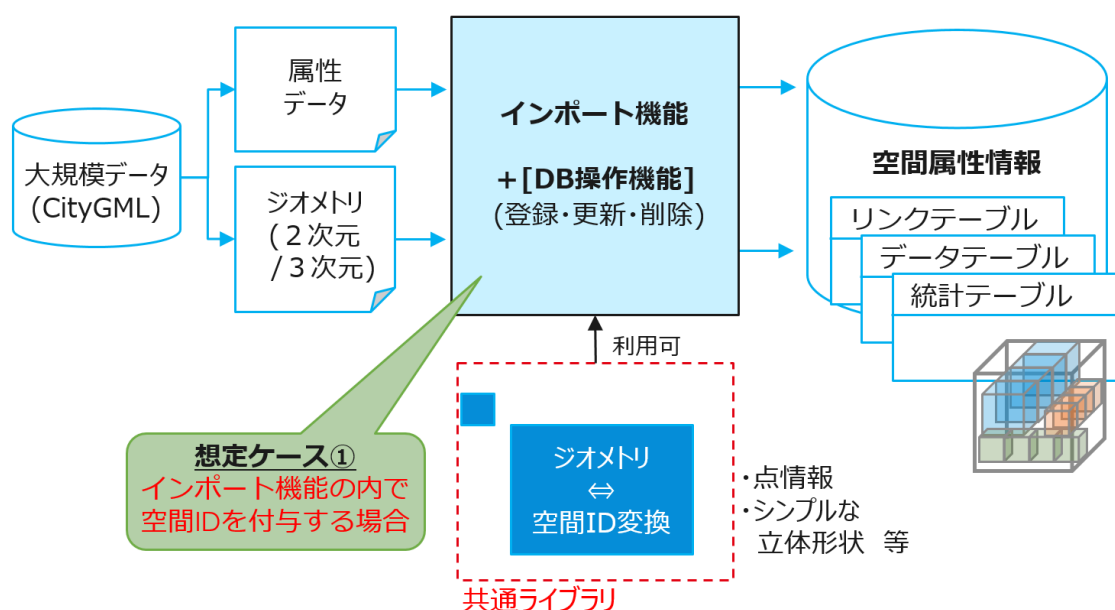 大規模データ
(CityGML)
属性
データ
ジオメトリ
(２次元
/３次元)
インポート機能
+[DB操作機能]
(登録・更新・削除)
空間属性情報
リンクテーブル
データテーブル
統計テーブル
利用可
想定ケース①
インポート機能の内で
空間IDを付与する場合
ジオメトリ
⇔
空間ID変換
・点情報
・シンプルな
立体形状 等
共通ライブラリ